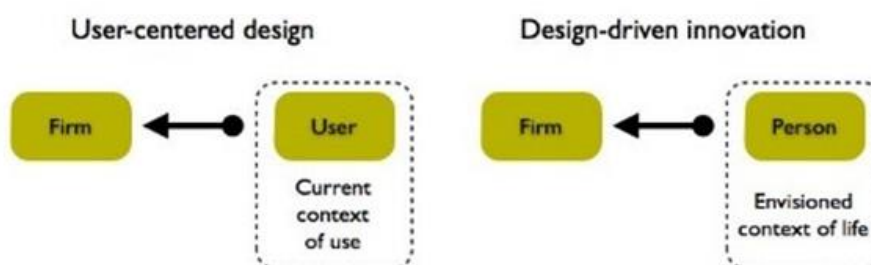 User-centered design
Firm
User
Current
context
of use
Design-driven innovation
Firm
Person
Envisioned
context of life